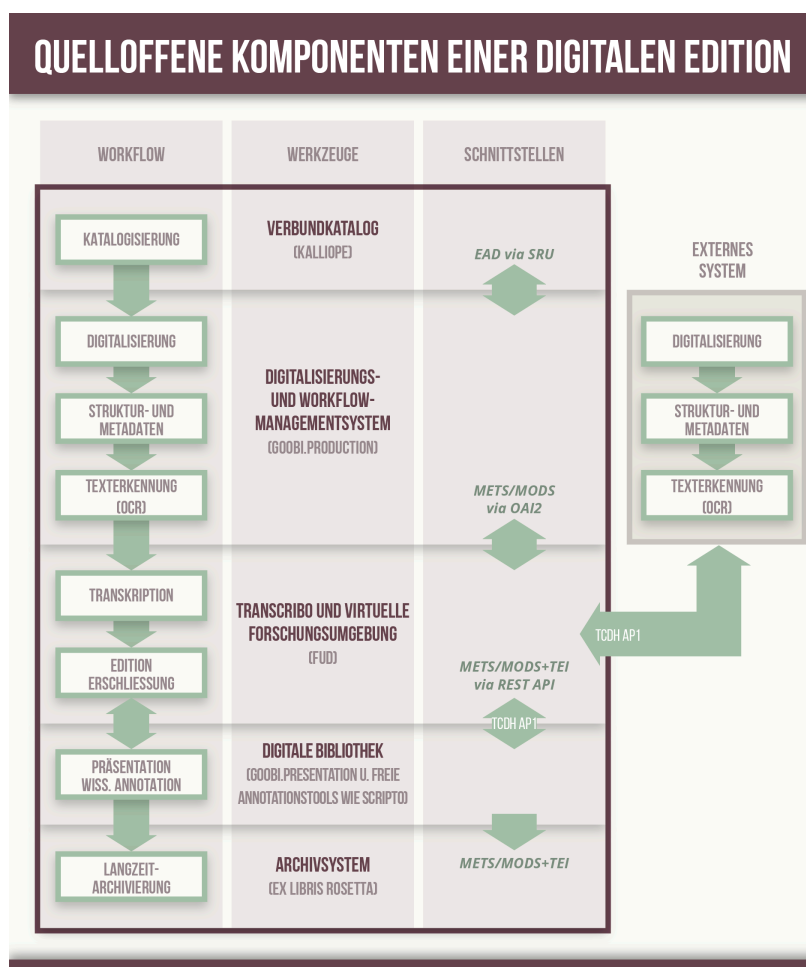 QUELLOFFENE KOMPONENTEN EINER DIGITALEN EDITION
WORKFLOW
WERKZEUGE
SCHNITTSTELLEN
KATALOGISIERUNG
VERBUNDKATALOG
(KALLIOPE)
EAD via SRU
DIGITALISIERUNG
STRUKTUR- UND
METADATEN
TEXTERKENNUNG
(OCR)
DIGITALISIERUNGS-
UND WORKFLOW-
MANAGEMENTSYSTEM
(GOOBI.PRODUCTION)
METS/MODS
via OAI2
TRANSKRIPTION
EDITION
ERSCHLIESSUNG
TRANSCRIBO UND VIRTUELLE
FORSCHUNGSUMGEBUNG
(FUD)
METS/MODS+TEI
via REST API
TCDH AP1
PRÄSENTATION
WISS. ANNOTATION
DIGITALE BIBLIOTHEK
(GOOBI.PRESENTATION U. FREIE
ANNOTATIONSTOOLS WIE SCRIPTO)
LANGZEIT-
ARCHIVIERUNG
ARCHIVSYSTEM
(EX LIBRIS ROSETTA)
METS/MODS+TEI
EXTERNES
SYSTEM
DIGITALISIERUNG
STRUKTUR- UND
METADATEN
TEXTERKENNUNG
(OCR)
TCDH AP1